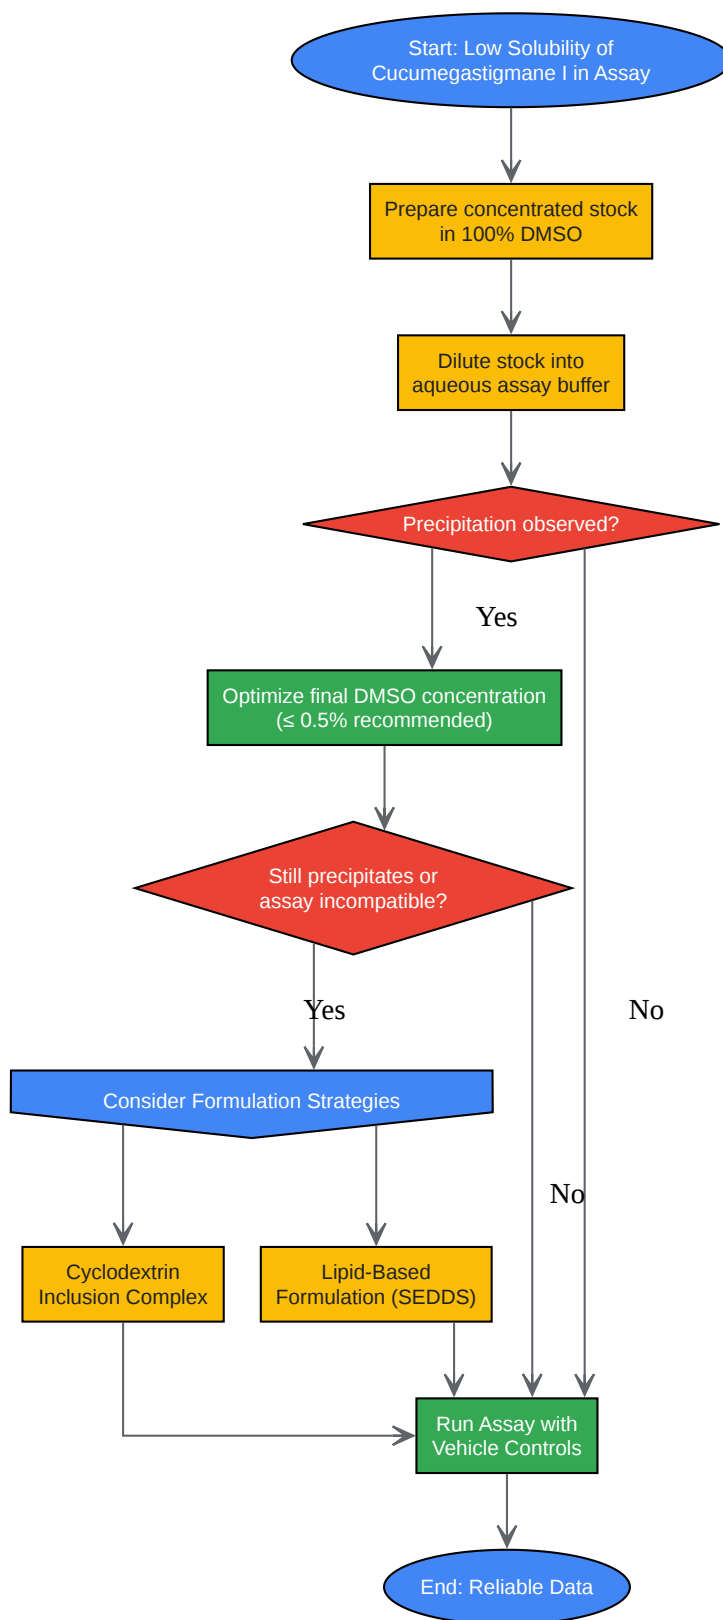 Start: Low Solubility of
Cucumegastigmane I in Assay
Prepare concentrated stock
in 100% DMSO
Dilute stock into
aqueous assay buffer
Precipitation observed?
Yes
Optimize final DMSO concentration
(≤ 0.5% recommended)
Still precipitates or
assay incompatible?
Yes
No
Consider Formulation Strategies
No
Cyclodextrin
Inclusion Complex
Lipid-Based
Formulation (SEDDS)
Run Assay with
Vehicle Controls
End: Reliable Data